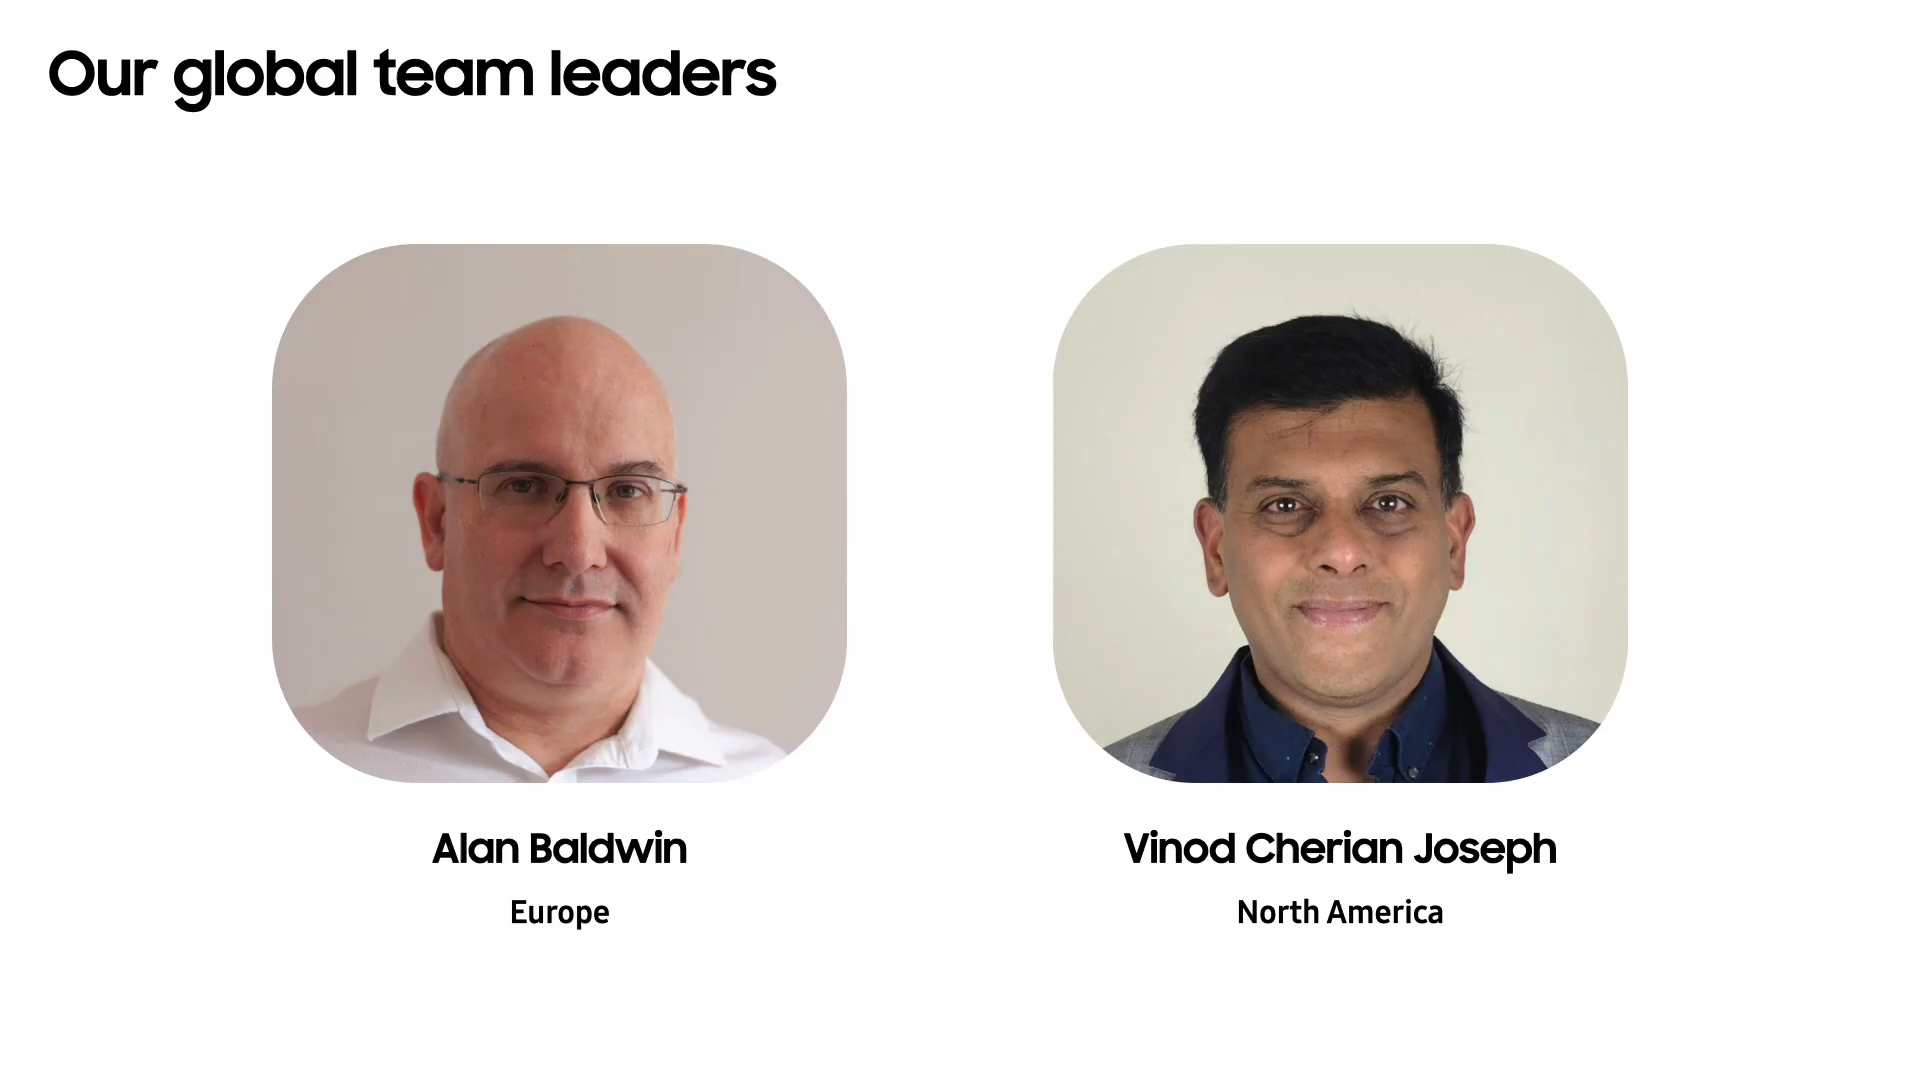 Our global team leaders
Alan Baldwin
Europe
Vinod Cherian Joseph
North America